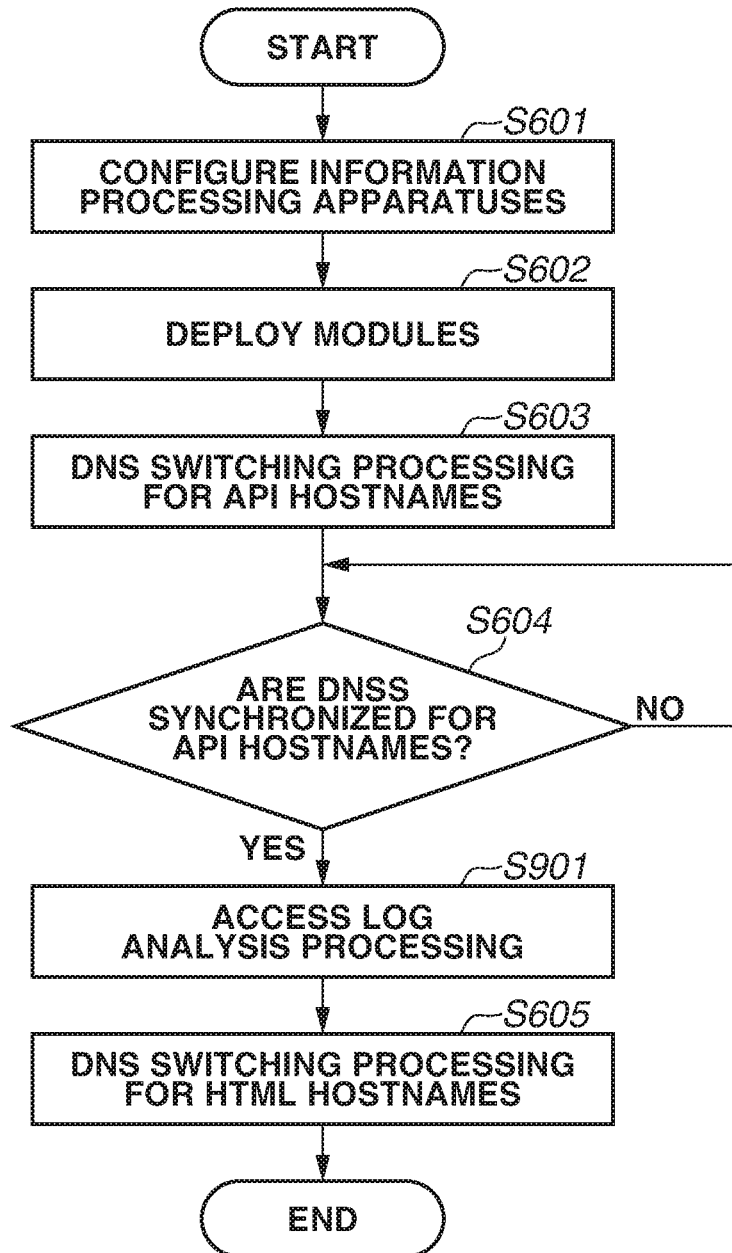 START
S601
CONFIGURE INFORMATION
PROCESSING APPARATUSES
S602
DEPLOY MODULES
S603
DNS SWITCHING PROCESSING
FOR API HOSTNAMES
S604
ARE DNSS
SYNCHRONIZED FOR
API HOSTNAMES?
NO
YES
S901
ACCESS LOG
ANALYSIS PROCESSING
S605
DNS SWITCHING PROCESSING
FOR HTML HOSTNAMES
END